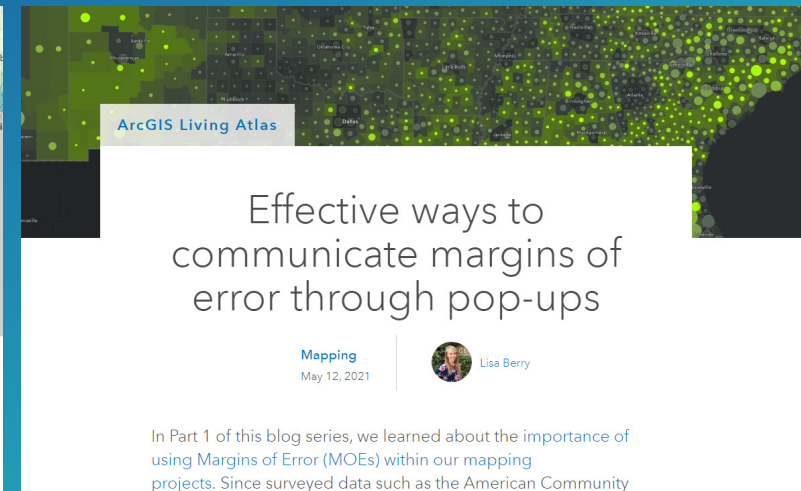 ArcGIS Living Atlas
Effective ways to
communicate margins of
error through pop-ups
Mapping
May 12, 2021
Lisa Berry
In Part 1 of this blog series, we learned about the importance of
using Margins of Error (MOEs) within our mapping
projects. Since surveyed data such as the American Community